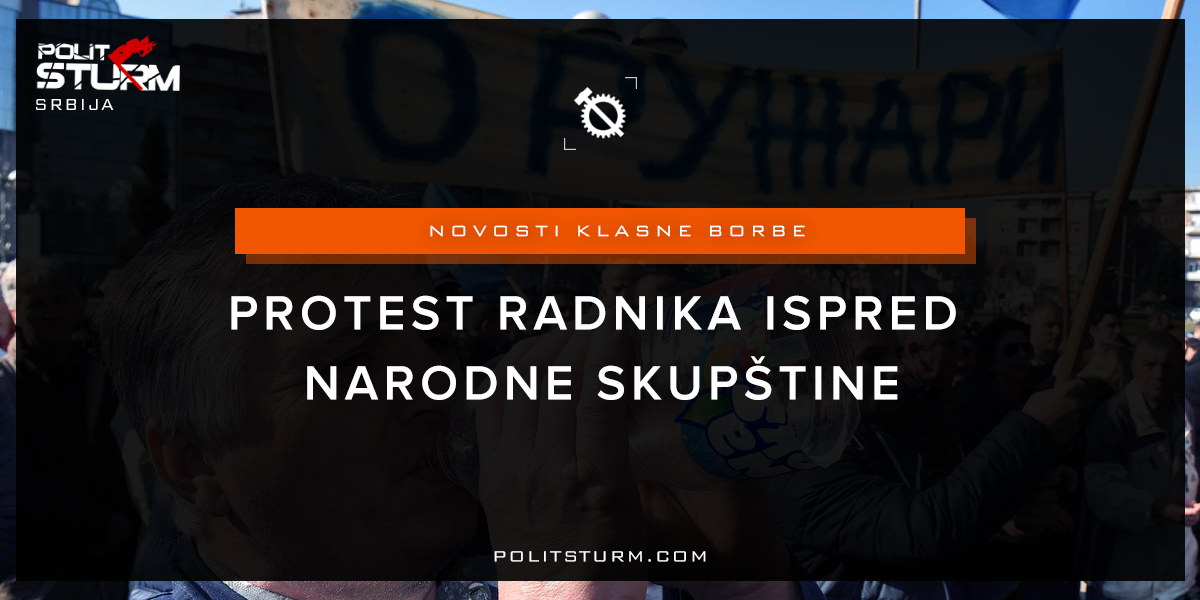 POLIT
STURM
SRBIJA
ОРУЖАРИ
NOVOSTI KLASNE BORBE
PROTEST RADNIKA ISPRED
NARODNE SKUPŠTINE
POLITSTURM.COM